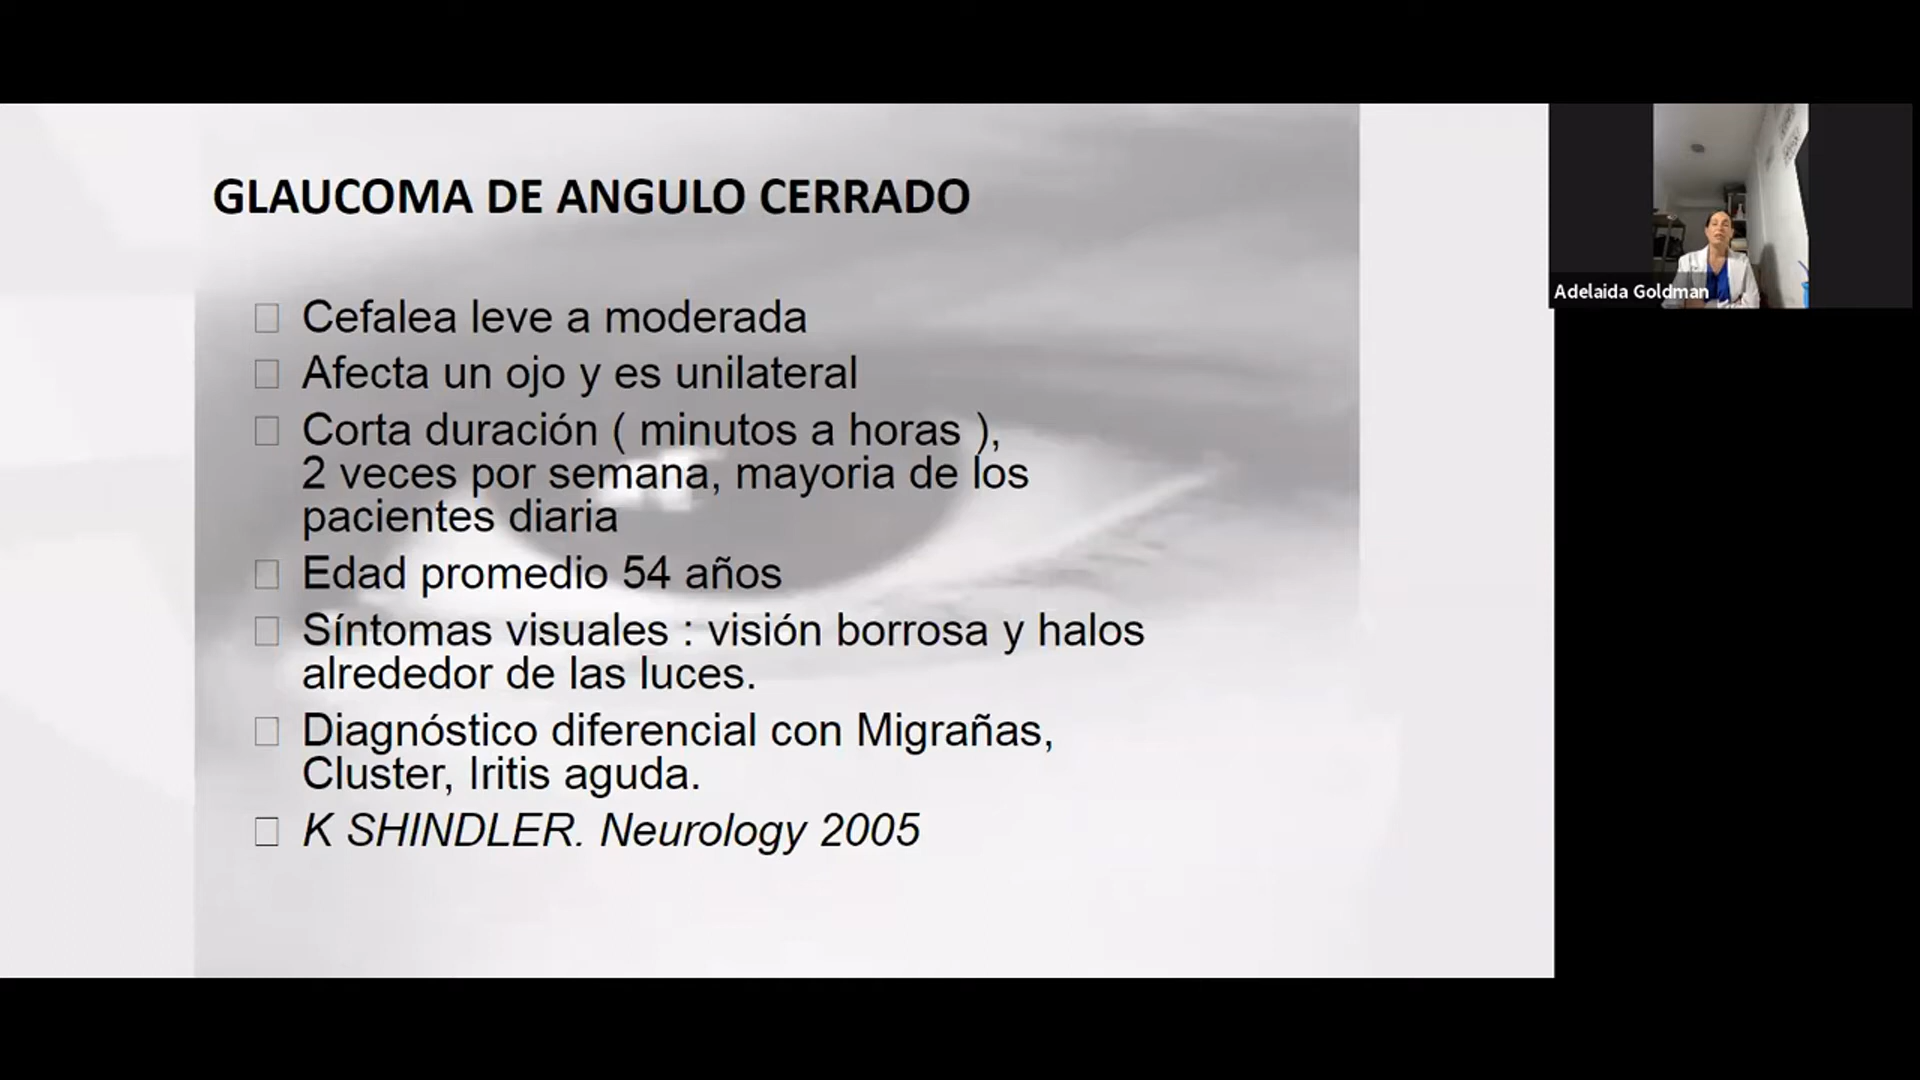 GLAUCOMA DE ANGULO CERRADO
Cefalea leve a moderada
Afecta un ojo y es unilateral
Corta duración ( minutos a horas ),
2 veces por semana, mayoria de los
pacientes diaria
Edad promedio 54 años
Síntomas visuales : visión borrosa y halos
alrededor de las luces.
Diagnóstico diferencial con Migrañas,
Cluster, Iritis aguda.
K SHINDLER. Neurology 2005
Adelaida Goldman